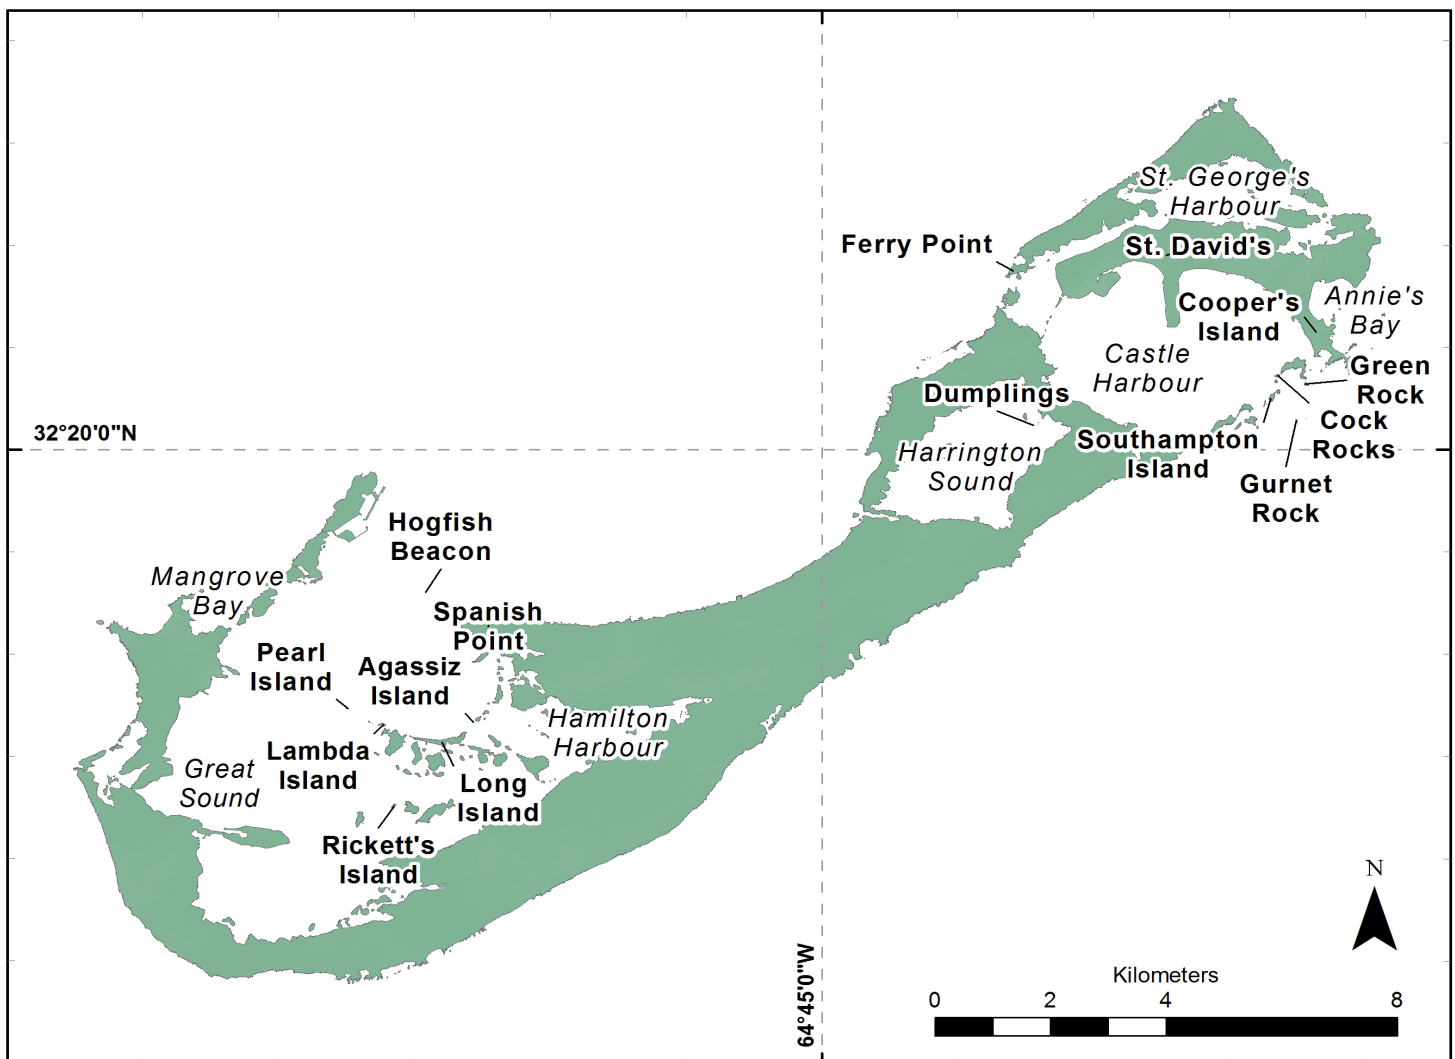 St. George's
Harbour
Ferry Point
St. David's
Cooper's
Island
Annie's
Bay
Castle
Harbour
Green
Rock
Dumplings
Cock
Rocks
32°20'0"N
Southampton
Island
Harrington
Sound
Gurnet
Rock
Hogfish
Beacon
Mangrove
Bay
Spanish
Point
Pearl
Island
Agassiz
Island
Hamilton
Harbour
Lambda
Island
Great
Sound
Long
Island
Rickett's
Island
N
64°45'0"W
Kilometers
0 2 4 8